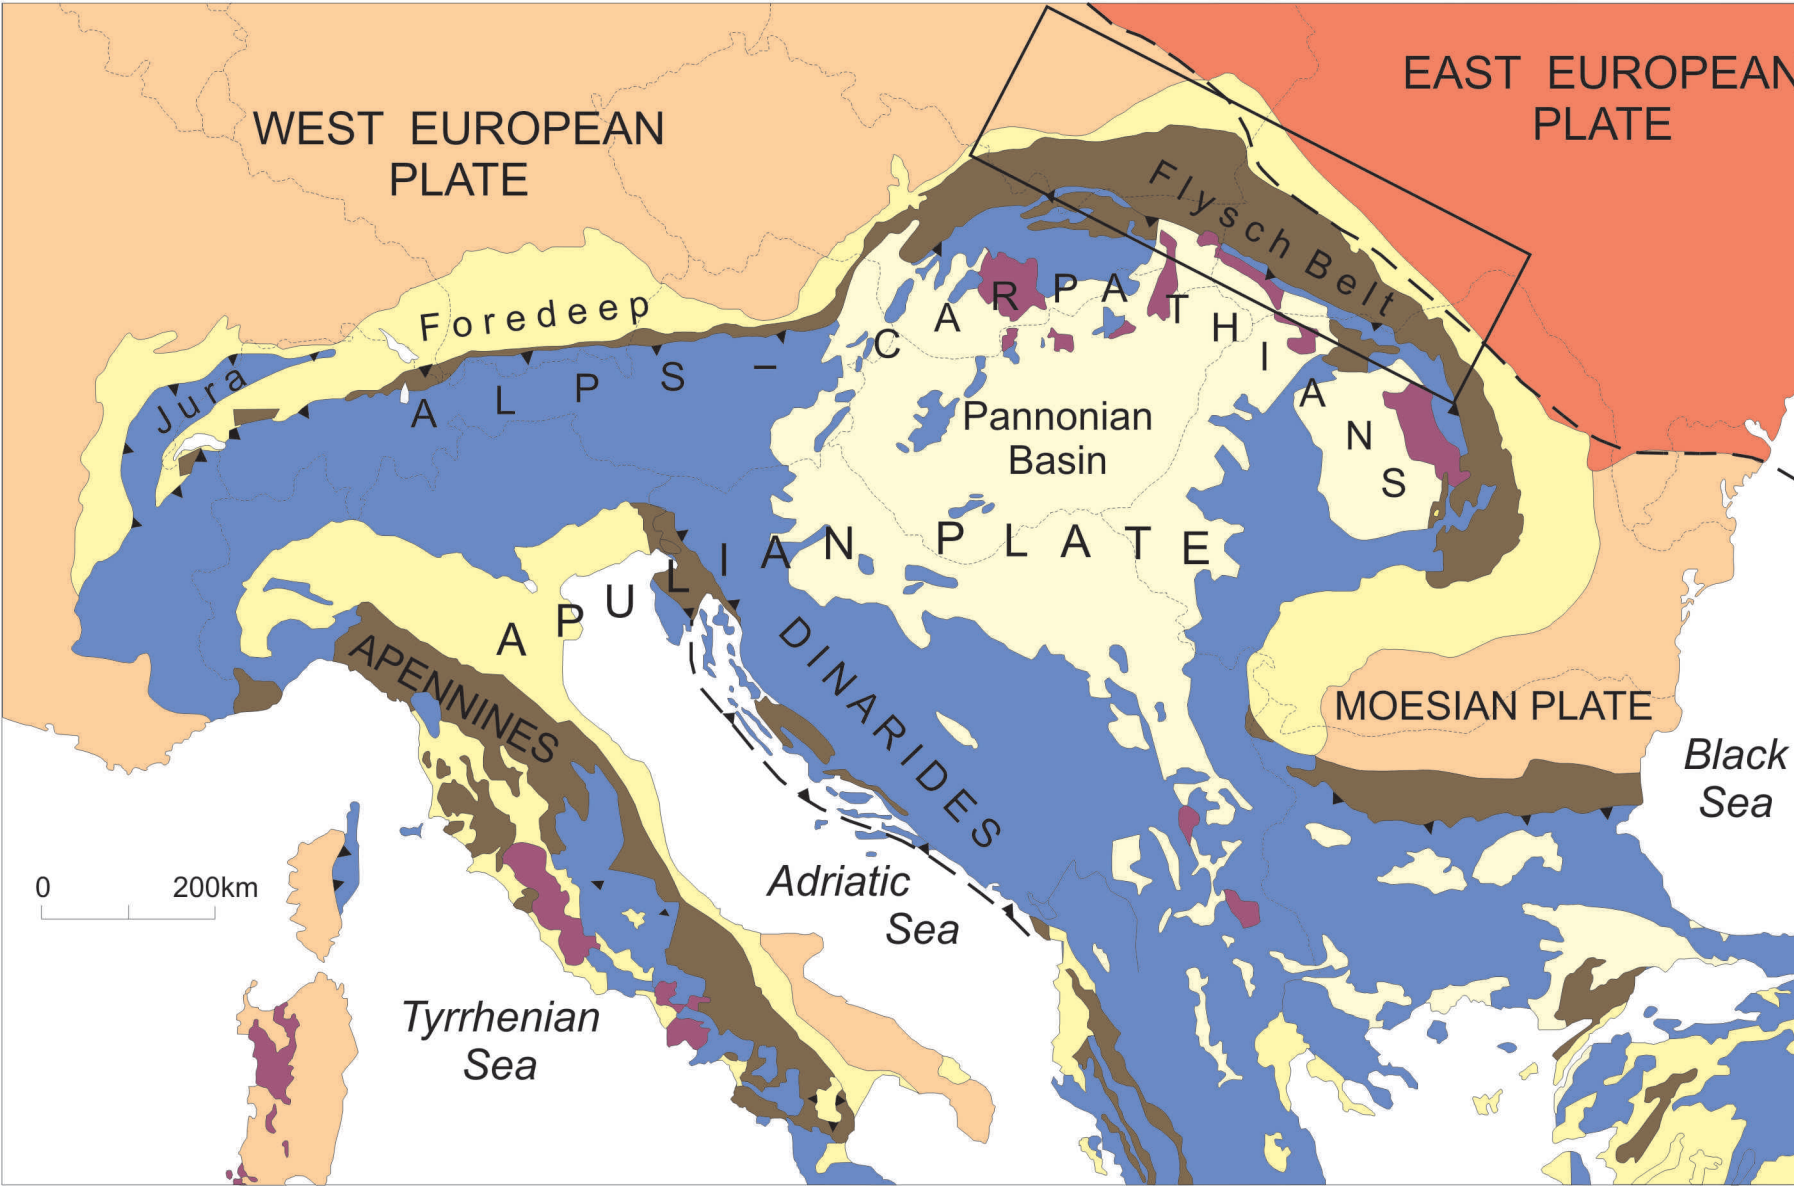 EAST EUROPEAN
PLATE
WEST EUROPEAN
PLATE
Flysch Belt
Foredeep
Jura
ALPS – CARPATHIANS
Pannonian
Basin
APULIAN PLATE
APENNINES
DINARIDES
MOESIAN PLATE
Black
Sea
Adriatic
Sea
0 200km
Tyrrhenian
Sea